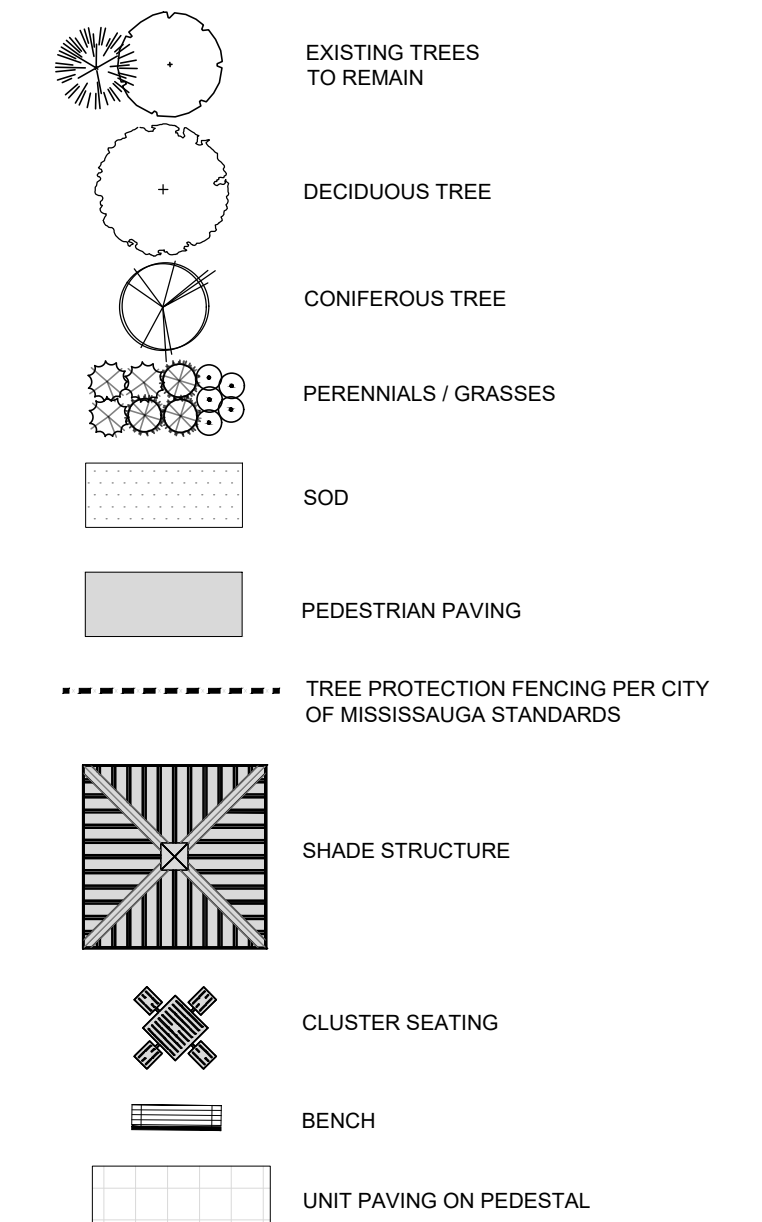 EXISTING TREES
TO REMAIN
DECIDUOUS TREE
CONIFEROUS TREE
PERENNIALS / GRASSES
SOD
PEDESTRIAN PAVING
TREE PROTECTION FENCING PER CITY
OF MISSISSAUGA STANDARDS
SHADE STRUCTURE
CLUSTER SEATING
BENCH
UNIT PAVING ON PEDESTAL